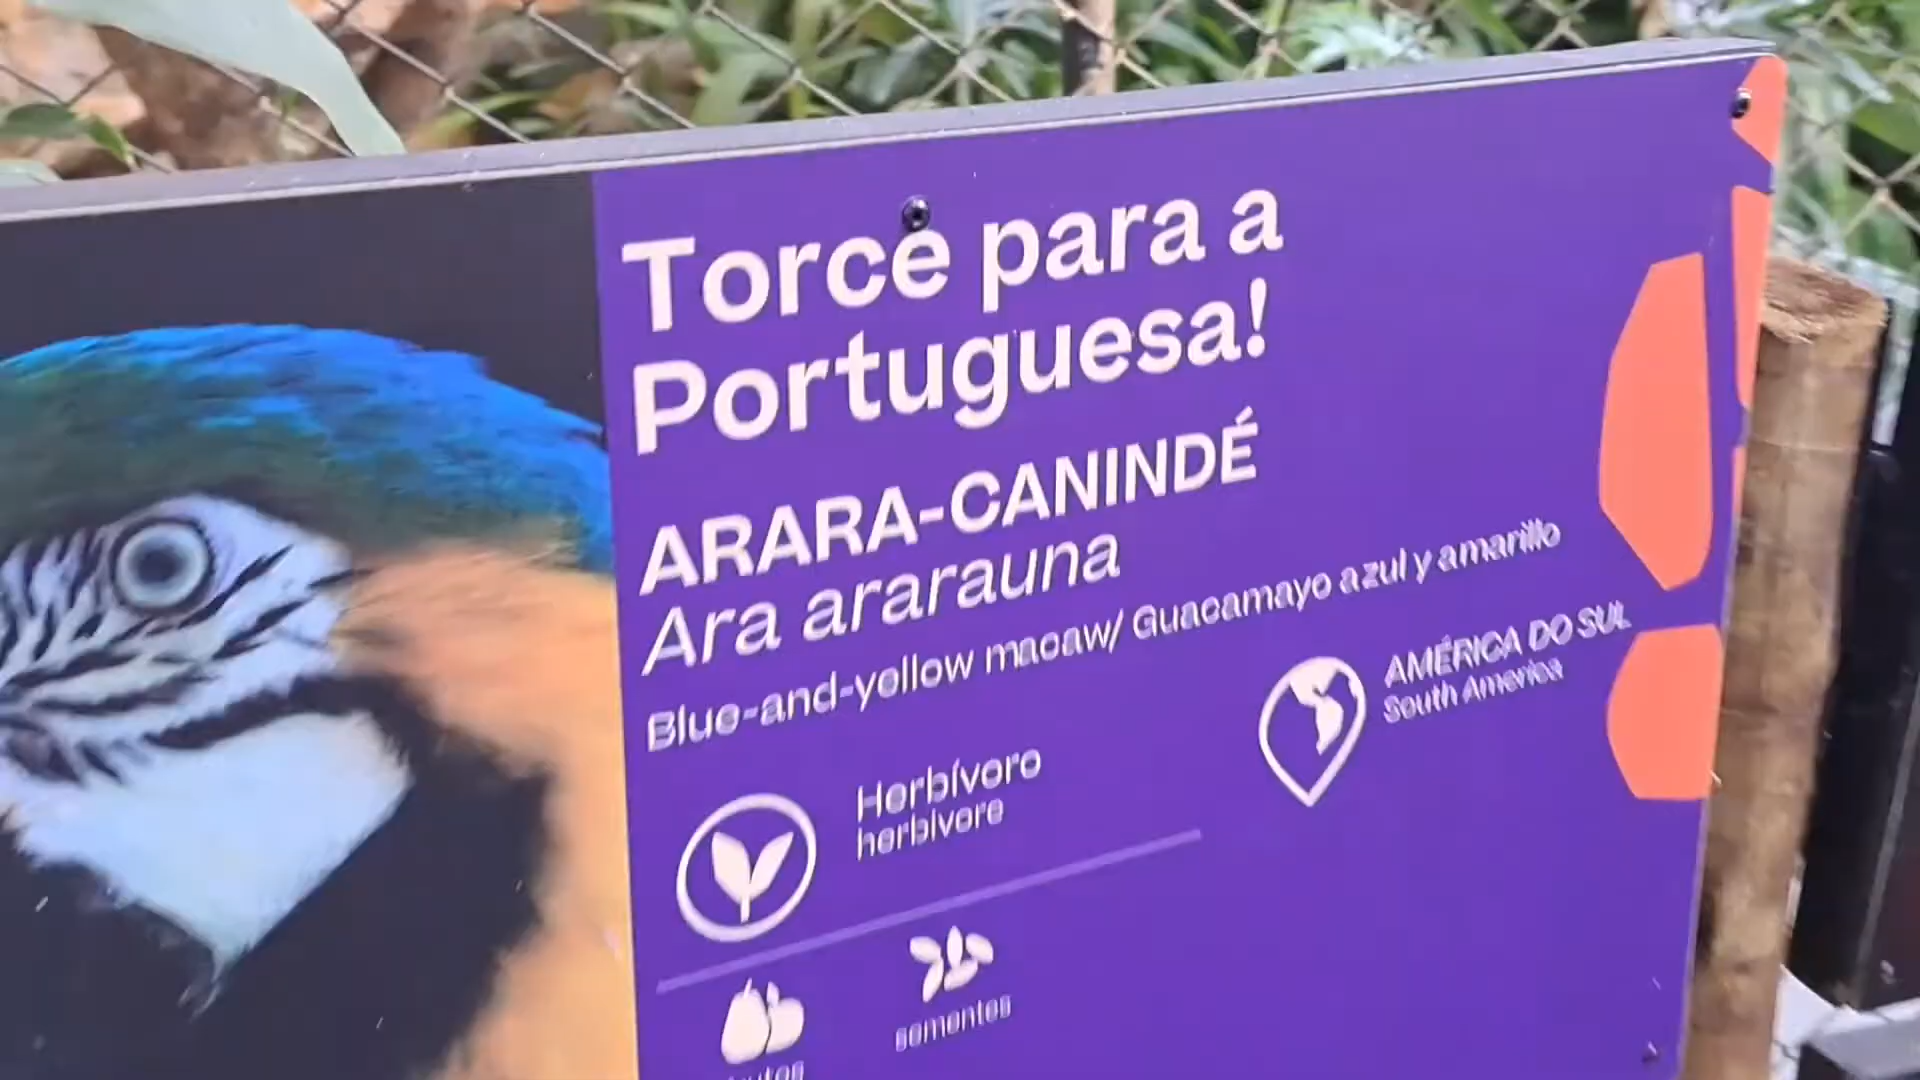 Torce para a
Portuguesa!
ARARA-CANINDÉ
Ara ararauna
Blue-and-yellow macaw/ Guacamayo azul y amarillo
AMÉRICA DO SUL
South America
Herbívoro
herbivore
sementes